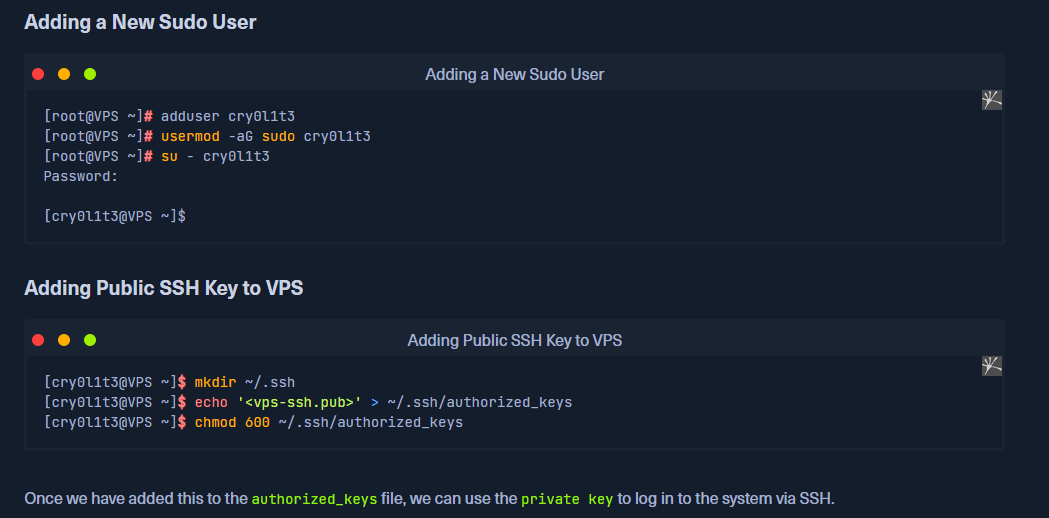 Adding a New Sudo User
Adding a New Sudo User
[root@VPS ~]# adduser cry0l1t3
[root@VPS ~]# usermod -aG sudo cry0l1t3
[root@VPS ~]# su - cry0l1t3
Password:
[cry0l1t3@VPS ~]$
Adding Public SSH Key to VPS
Adding Public SSH Key to VPS
[cry0l1t3@VPS ~]$ mkdir ~/.ssh
[cry0l1t3@VPS ~]$ echo '<vps-ssh.pub>' > ~/.ssh/authorized_keys
[cry0l1t3@VPS ~]$ chmod 600 ~/.ssh/authorized_keys
Once we have added this to the authorized_keys file, we can use the private key to log in to the system via SSH.